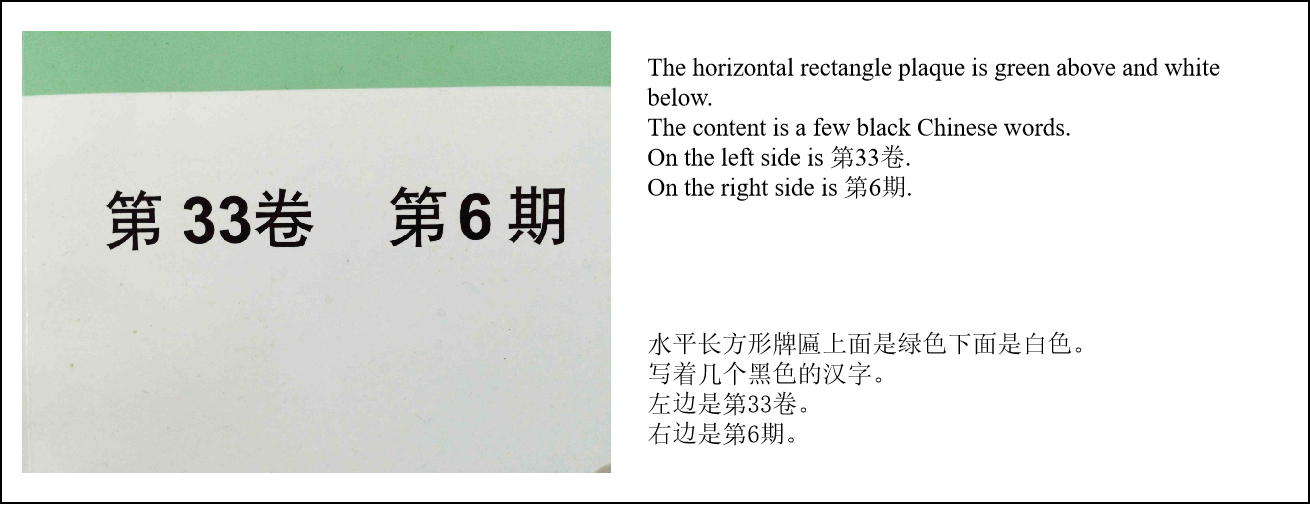 第 33卷 第6期
The horizontal rectangle plaque is green above and white
below.
The content is a few black Chinese words.
On the left side is 第33卷.
On the right side is 第6期.
水平长方形牌匾上面是绿色下面是白色。
写着几个黑色的汉字。
左边是第33卷。
右边是第6期。